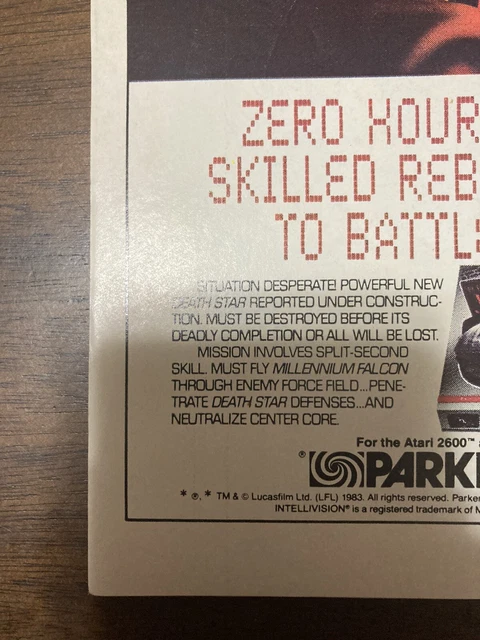 ZERO HOUR
SKILLED REB
TO BATTL
SITUATION DESPERATE! POWERFUL NEW
DEATH STAR REPORTED UNDER CONSTRUC-
TION. MUST BE DESTROYED BEFORE ITS
DEADLY COMPLETION OR ALL WILL BE LOST.
MISSION INVOLVES SPLIT-SECOND
SKILL. MUST FLY MILLENNIUM FALCON
THROUGH ENEMY FORCE FIELD...PENE-
TRATE DEATH STAR DEFENSES...AND
NEUTRALIZE CENTER CORE.
For the Atari 2600™
® PARK
* ®, * TM & © Lucasfilm Ltd. (LFL) 1983. All rights reserved. Parker
INTELLIVISION® is a registered trademark of M